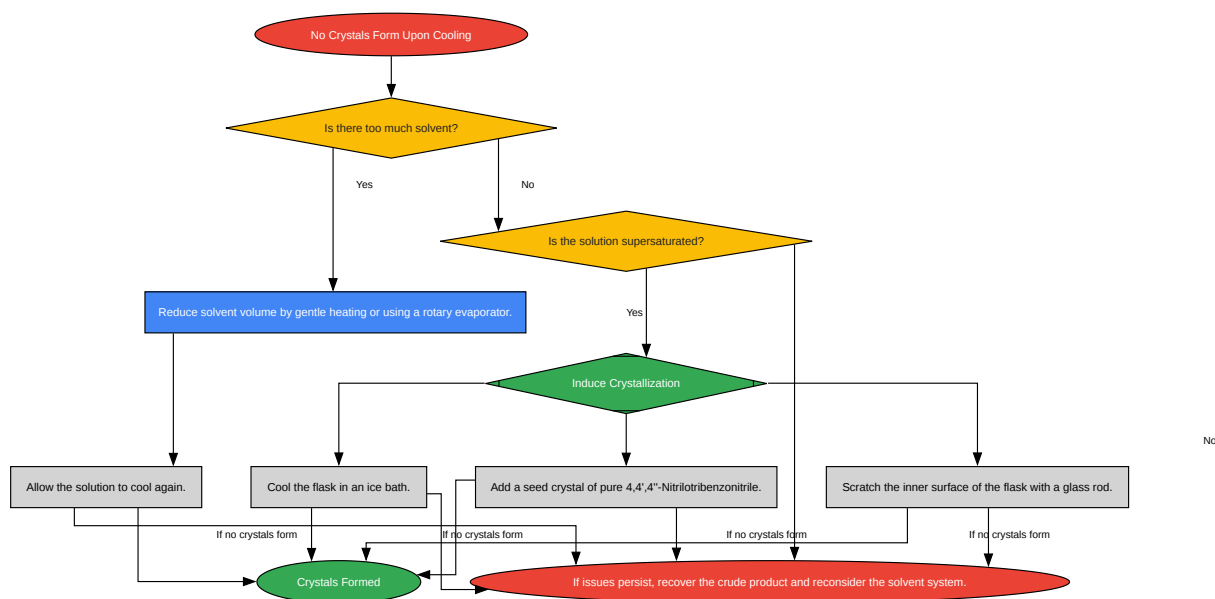 No Crystals Form Upon Cooling
Is there too much solvent?
Yes
No
Is the solution supersaturated?
Reduce solvent volume by gentle heating or using a rotary evaporator.
Yes
Induce Crystallization
No
Allow the solution to cool again.
Cool the flask in an ice bath.
Add a seed crystal of pure 4,4',4''-Nitrilotribenzonitrile.
Scratch the inner surface of the flask with a glass rod.
If no crystals form
If no crystals form
If no crystals form
If no crystals form
Crystals Formed
If issues persist, recover the crude product and reconsider the solvent system.